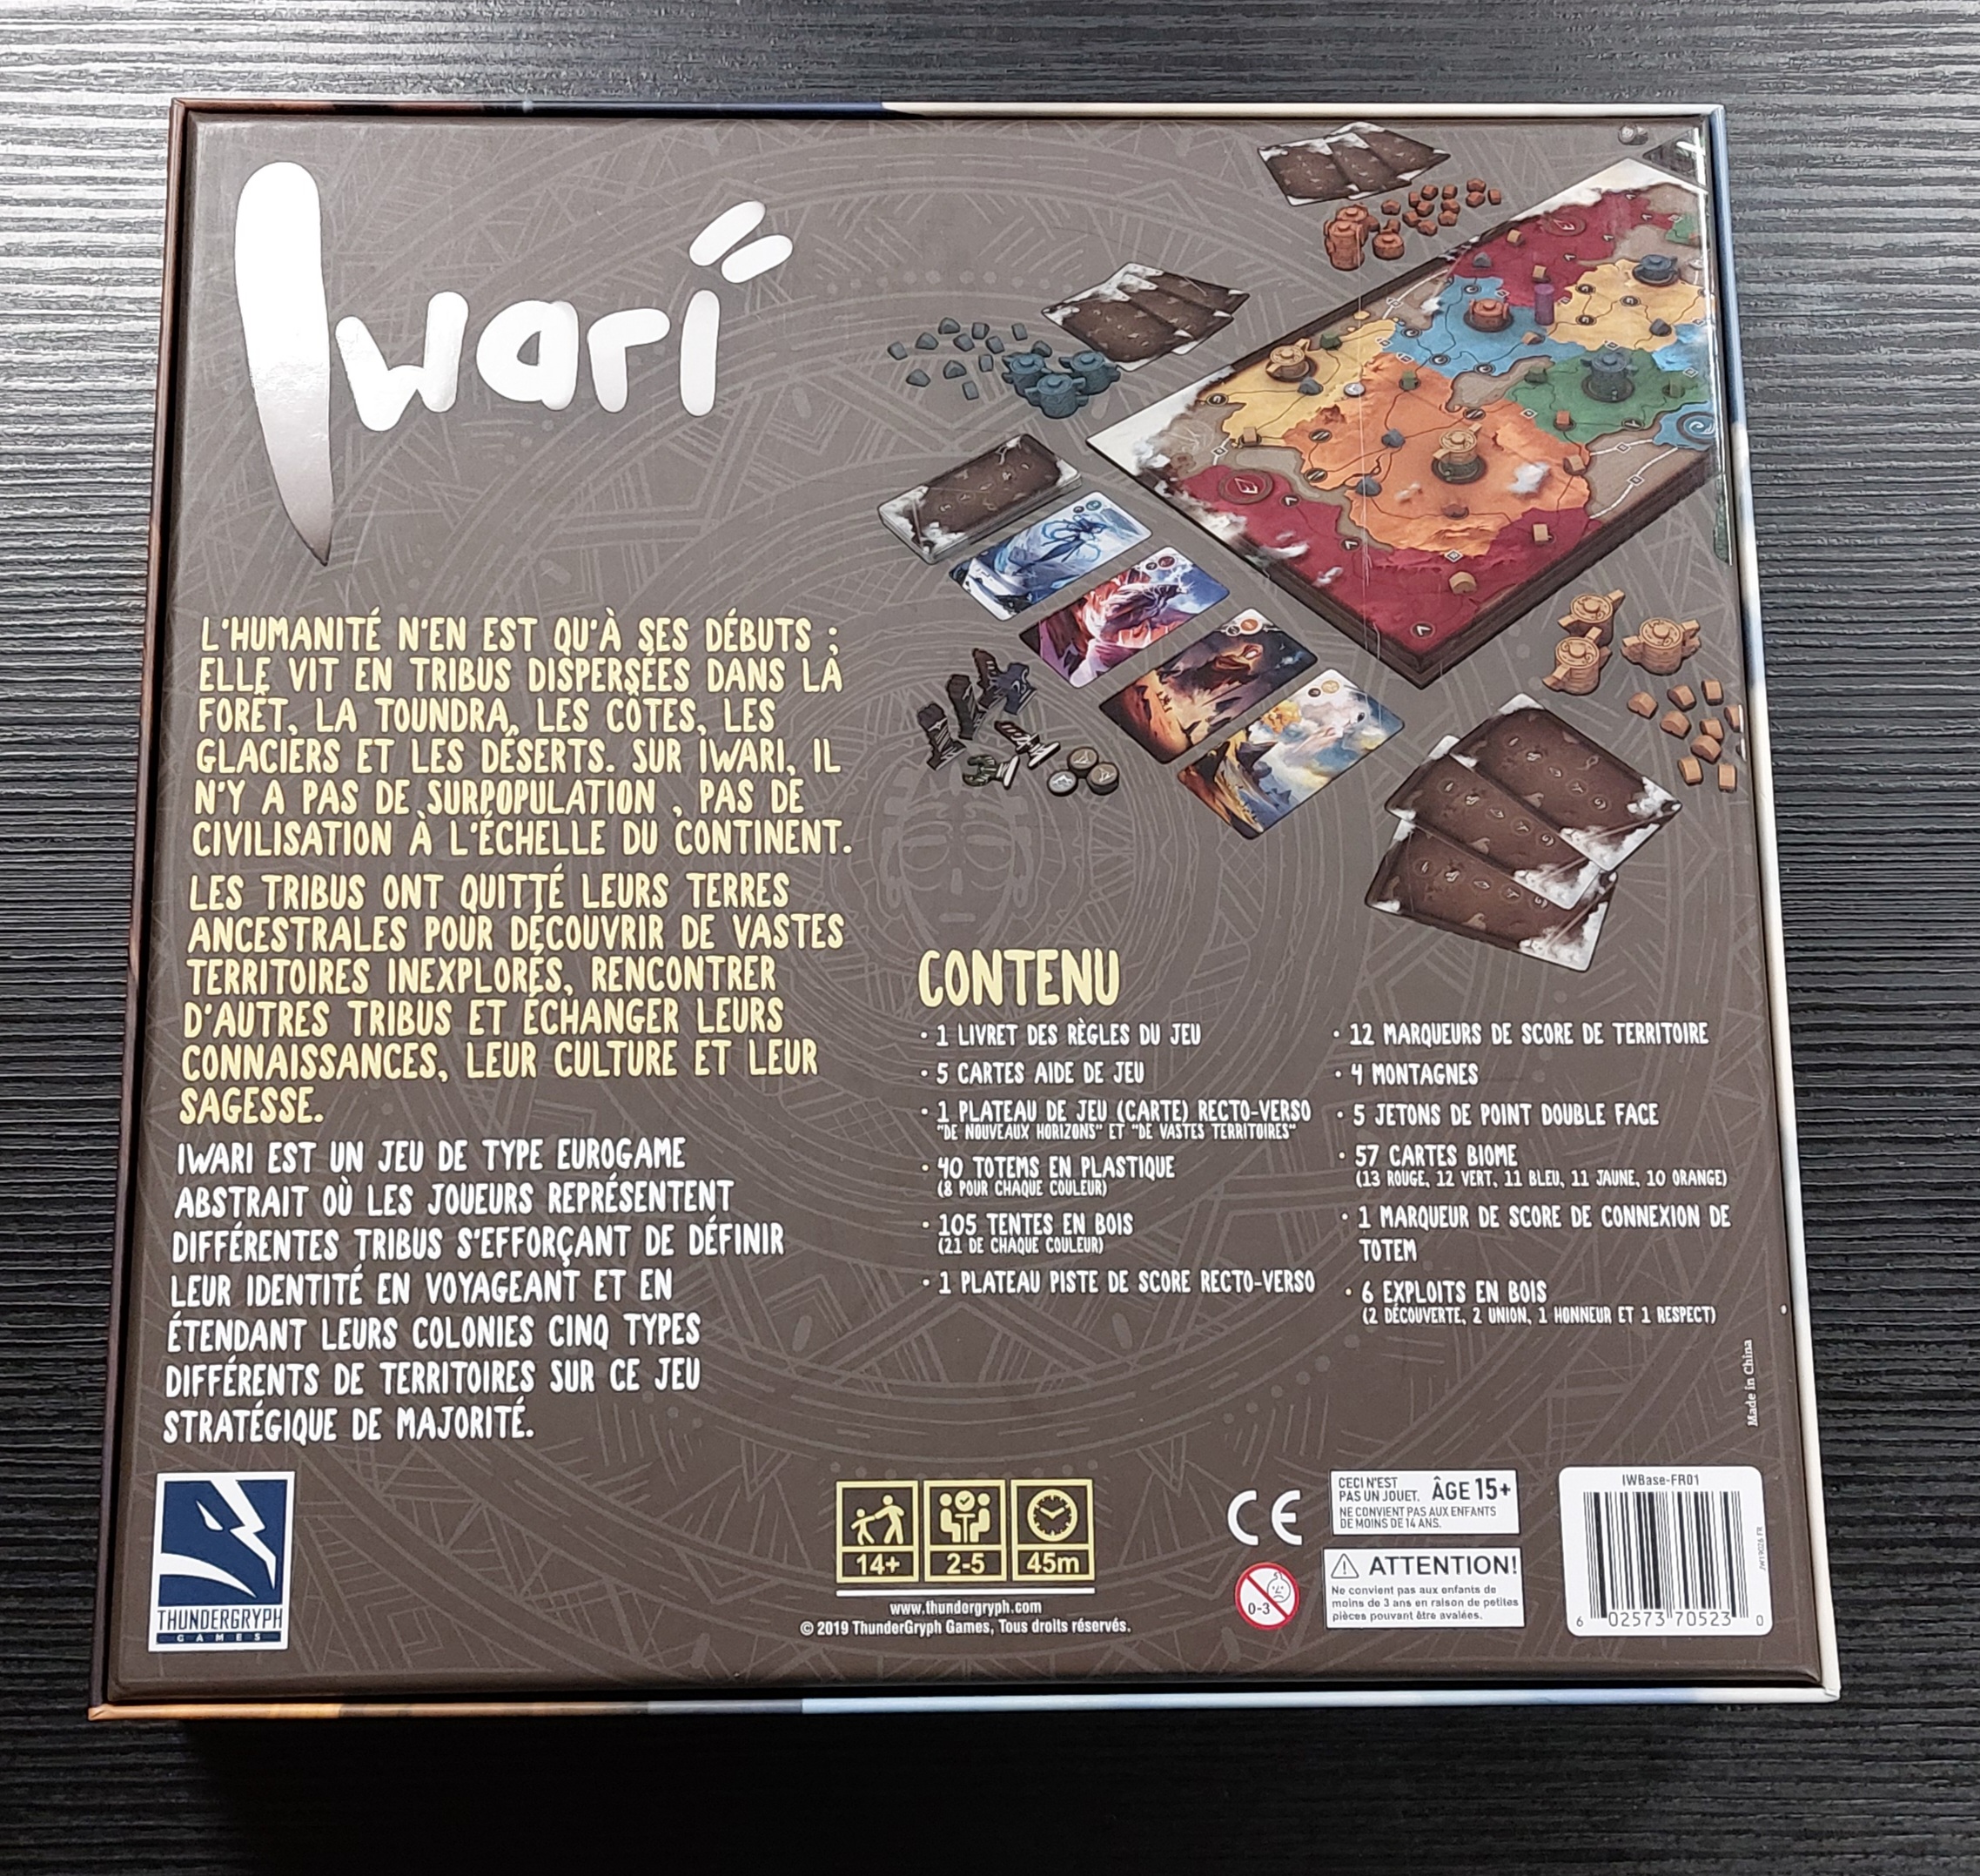 Iwari
L'HUMANITÉ N'EN EST QU'À SES DÉBUTS ;
ELLE VIT EN TRIBUS DISPERSÉES DANS LA
FORÊT, LA TOUNDRA, LES CÔTES, LES
GLACIERS ET LES DÉSERTS. SUR IWARI, IL
N'Y A PAS DE SURPOPULATION , PAS DE
CIVILISATION À L'ÉCHELLE DU CONTINENT.
LES TRIBUS ONT QUITTÉ LEURS TERRES
ANCESTRALES POUR DÉCOUVRIR DE VASTES
TERRITOIRES INEXPLORÉS, RENCONTRER
D'AUTRES TRIBUS ET ÉCHANGER LEURS
CONNAISSANCES, LEUR CULTURE ET LEUR
SAGESSE.
IWARI EST UN JEU DE TYPE EUROGAME
ABSTRAIT OÙ LES JOUEURS REPRÉSENTENT
DIFFÉRENTES TRIBUS S'EFFORÇANT DE DÉFINIR
LEUR IDENTITÉ EN VOYAGEANT ET EN
ÉTENDANT LEURS COLONIES CINQ TYPES
DIFFÉRENTS DE TERRITOIRES SUR CE JEU
STRATÉGIQUE DE MAJORITÉ.
CONTENU
• 1 LIVRET DES RÈGLES DU JEU
• 5 CARTES AIDE DE JEU
• 1 PLATEAU DE JEU (CARTE) RECTO-VERSO
"DE NOUVEAUX HORIZONS" ET "DE VASTES TERRITOIRES"
• 40 TOTEMS EN PLASTIQUE
(8 POUR CHAQUE COULEUR)
• 105 TENTES EN BOIS
(21 DE CHAQUE COULEUR)
• 1 PLATEAU PISTE DE SCORE RECTO-VERSO
• 12 MARQUEURS DE SCORE DE TERRITOIRE
• 4 MONTAGNES
• 5 JETONS DE POINT DOUBLE FACE
• 57 CARTES BIOME
(13 ROUGE, 12 VERT, 11 BLEU, 11 JAUNE, 10 ORANGE)
• 1 MARQUEUR DE SCORE DE CONNEXION DE
TOTEM
• 6 EXPLOITS EN BOIS
(2 DÉCOUVERTE, 2 UNION, 1 HONNEUR ET 1 RESPECT)
Made in China
THUNDERGRYPH
GAMES
14+
2-5
45m
www.thundergryph.com
© 2019 ThunderGryph Games, Tous droits réservés.
CE
0-3
CECI N'EST
PAS UN JOUET. ÂGE 15+
NE CONVIENT PAS AUX ENFANTS
DE MOINS DE 14 ANS.
ATTENTION!
Ne convient pas aux enfants de
moins de 3 ans en raison de petites
pièces pouvant être avalées.
IWBase-FR01
6 02573 70523 0